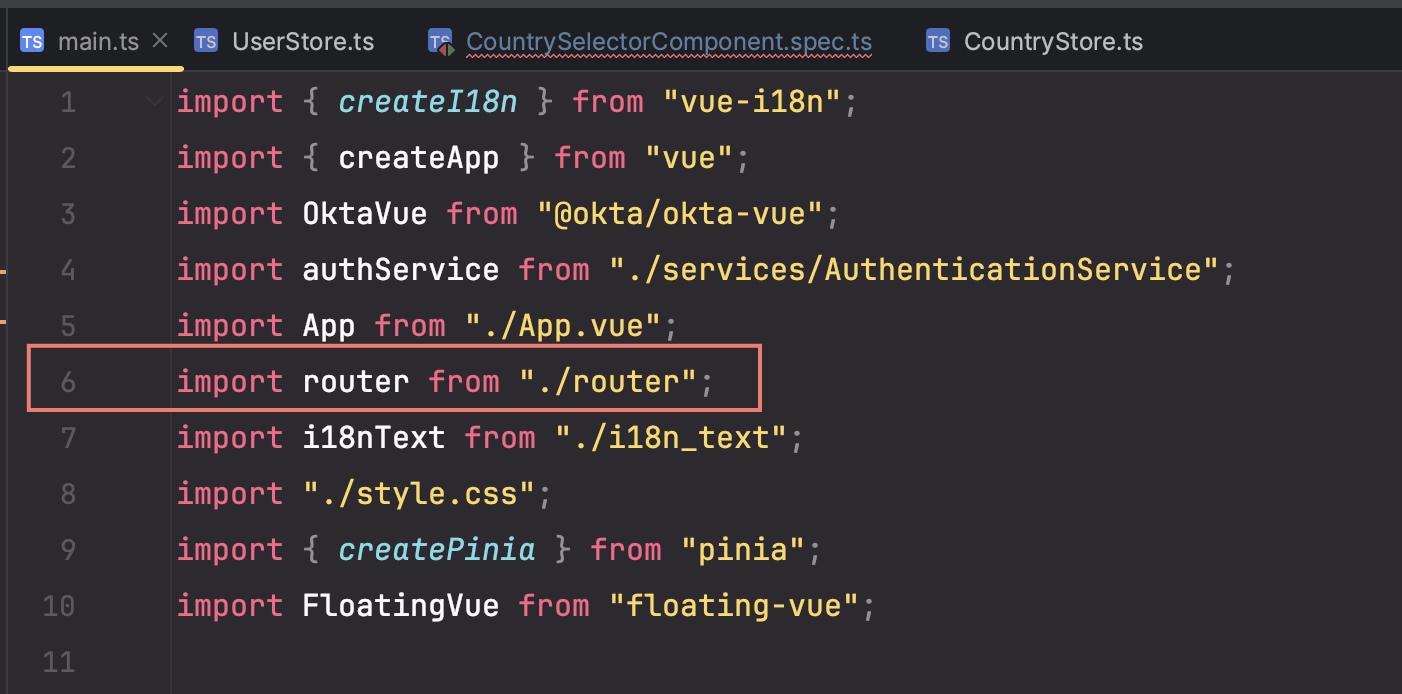 TS main.ts × TS UserStore.ts TS CountrySelectorComponent.spec.ts TS CountryStore.ts
1 import { createI18n } from "vue-i18n";
2 import { createApp } from "vue";
3 import OktaVue from "@okta/okta-vue";
4 import authService from "./services/AuthenticationService";
5 import App from "./App.vue";
6 import router from "./router";
7 import i18nText from "./i18n_text";
8 import "./style.css";
9 import { createPinia } from "pinia";
10 import FloatingVue from "floating-vue";
11